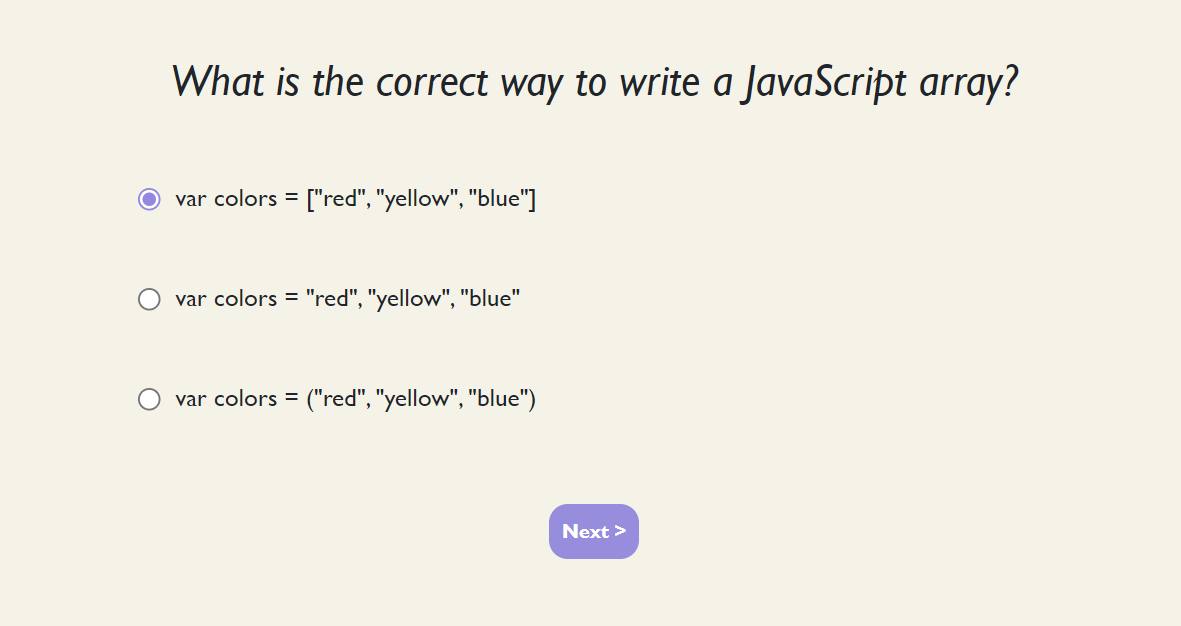 What is the correct way to write a JavaScript array?
var colors = ["red", "yellow", "blue"]
var colors = "red", "yellow", "blue"
var colors = ("red", "yellow", "blue")
Next >